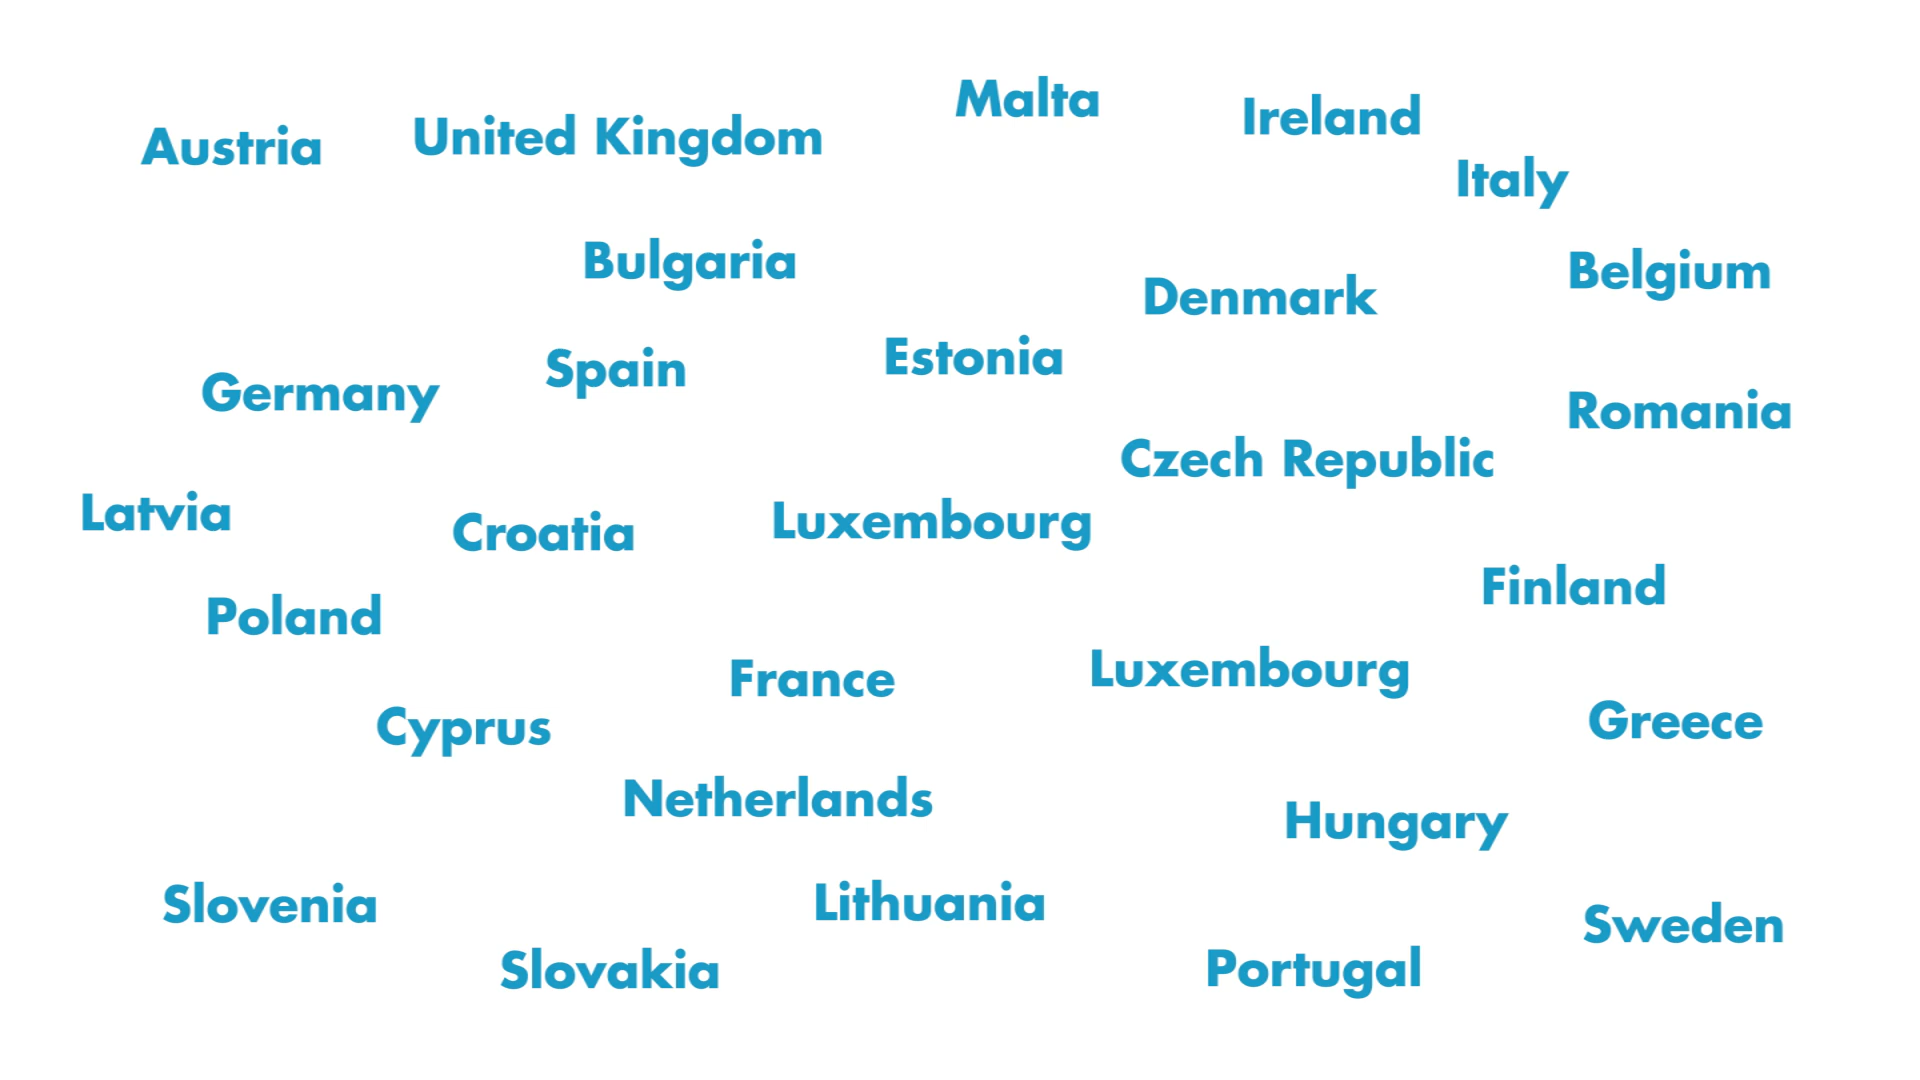 Malta
Ireland
Austria
United Kingdom
Italy
Bulgaria
Belgium
Denmark
Estonia
Spain
Germany
Romania
Czech Republic
Latvia
Croatia
Luxembourg
Finland
Poland
France
Luxembourg
Cyprus
Greece
Netherlands
Hungary
Slovenia
Lithuania
Sweden
Slovakia
Portugal